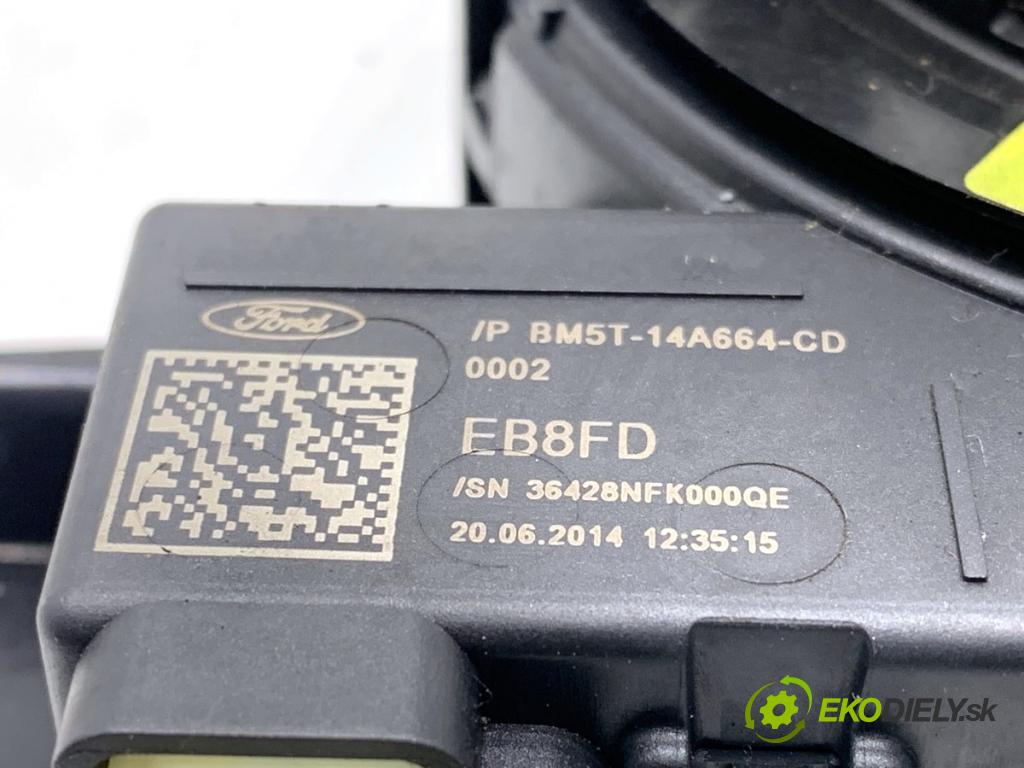 Ford
/P BM5T-14A664-CD
0002
EB8FD
/SN 36428NFK000QE
20.06.2014 12:35:15
EKODIELY.sk